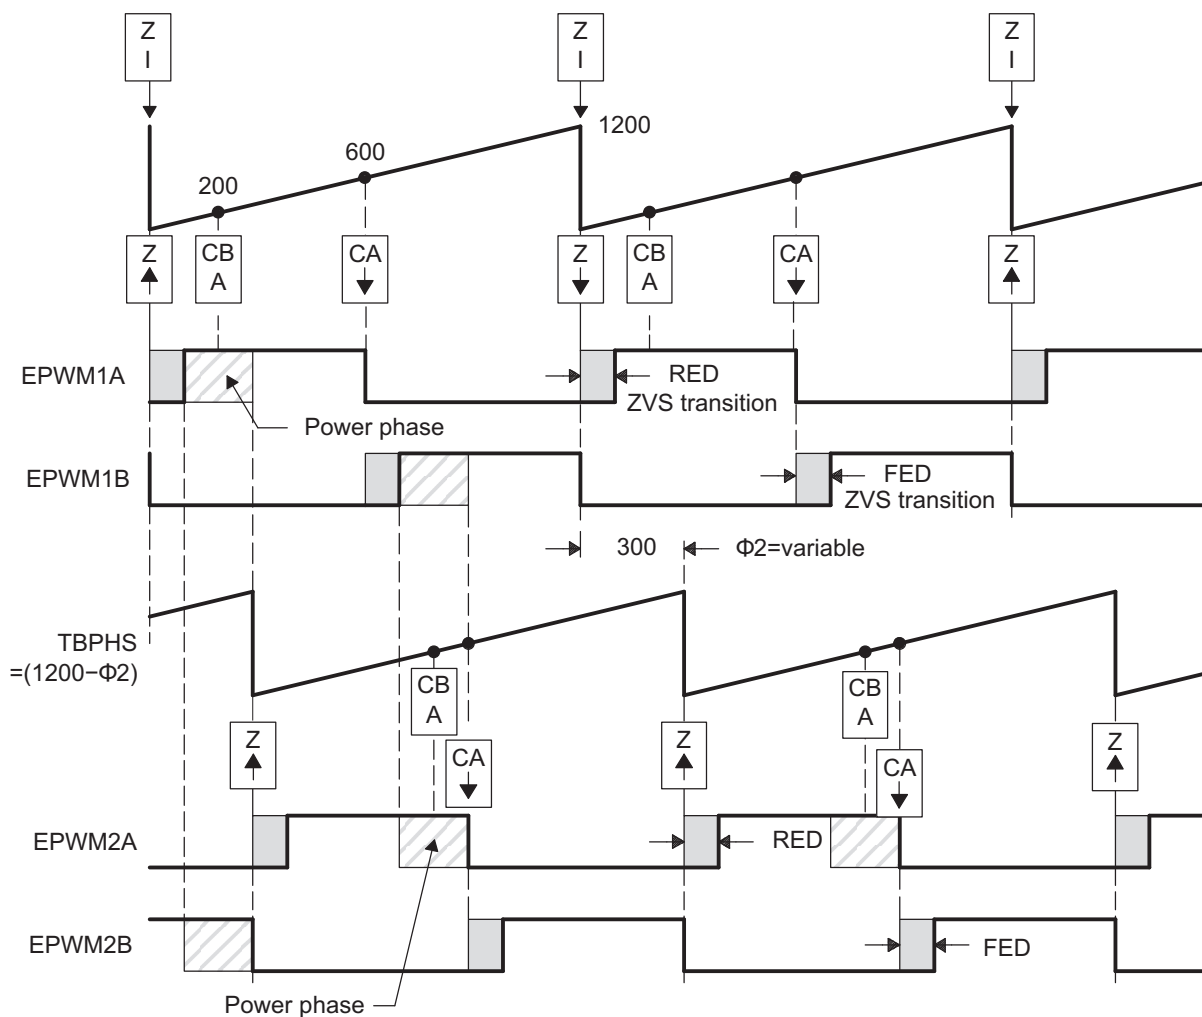 Z
I
Z
I
Z
I
1200
600
200
Z
CB
A
CA
Z
CB
A
CA
Z
EPWM1A
RED
ZVS transition
Power phase
EPWM1B
FED
ZVS transition
300
Φ2=variable
TBPHS
=(1200−Φ2)
CB
A
CB
A
Z
CA
Z
CA
Z
EPWM2A
RED
EPWM2B
FED
Power phase